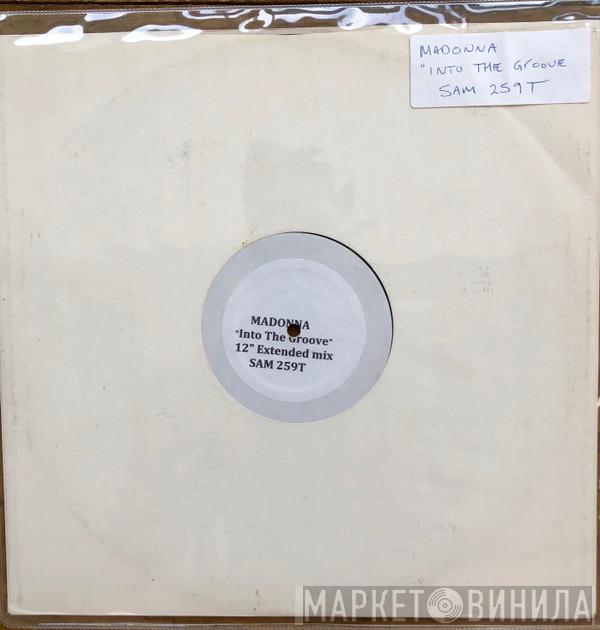 MADONNA
"INTO THE GROOVE
SAM 259T
MADONNA
"Into The Groove"
12" Extended mix
SAM 259T
МАРКЕТ ВИНИЛА